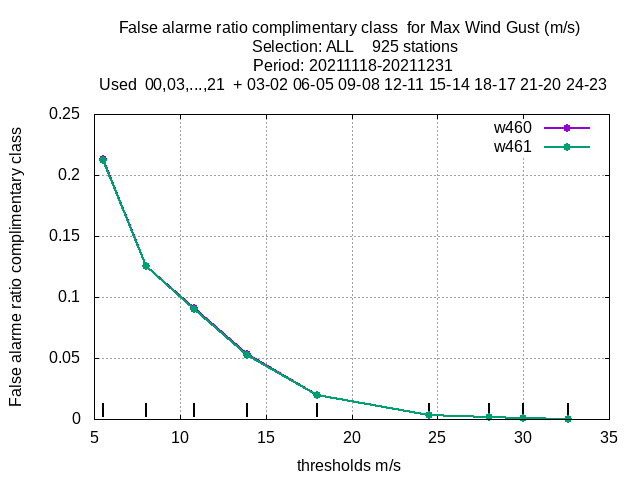 False alarme ratio complimentary class  for Max Wind Gust (m/s)
Selection: ALL    925 stations
Period: 20211118-20211231
Used  00,03,...,21  + 03-02 06-05 09-08 12-11 15-14 18-17 21-20 24-23
False alarme ratio complimentary class
0.25
0.2
0.15
0.1
0.05
0
w460
w461
5 10 15 20 25 30 35
thresholds m/s